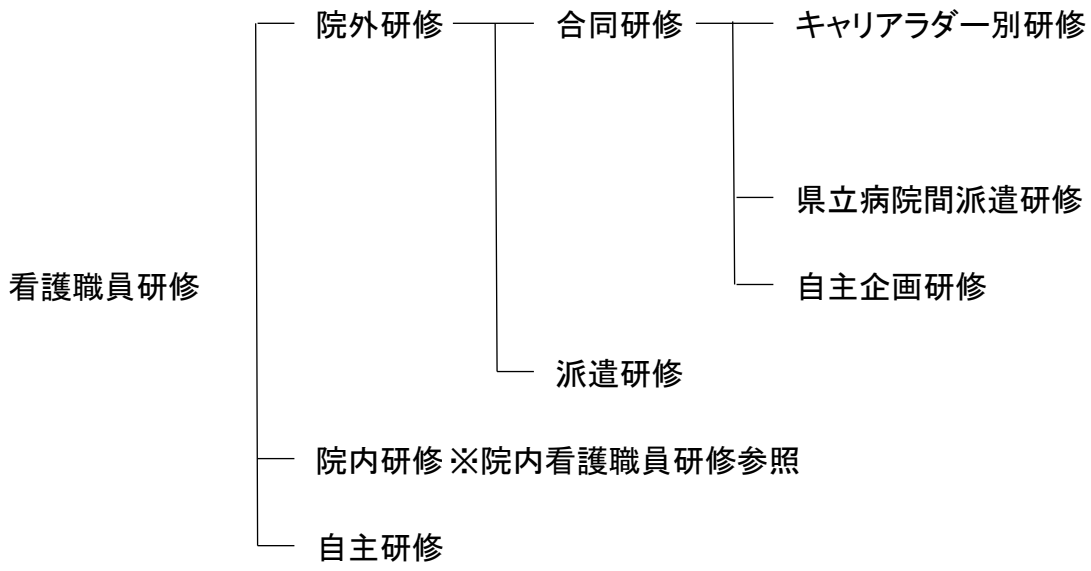 院外研修
合同研修
キャリアラダー別研修
県立病院間派遣研修
看護職員研修
自主企画研修
派遣研修
院内研修 ※院内看護職員研修参照
自主研修